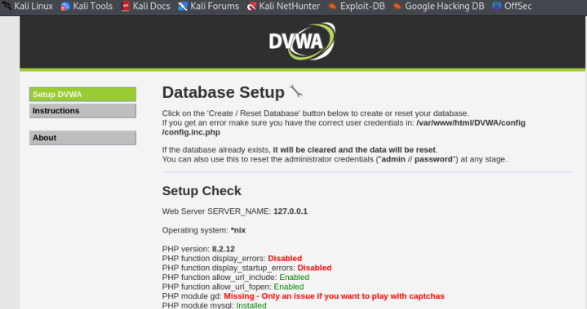 Kali Linux Kali Tools Kali Docs Kali Forums Kali NetHunter Exploit-DB Google Hacking DB OffSec
DVWA
Setup DVWA
Instructions
About
Database Setup
Click on the 'Create / Reset Database' button below to create or reset your database.
If you get an error make sure you have the correct user credentials in: /var/www/html/DVWA/config
/config.inc.php
If the database already exists, it will be cleared and the data will be reset.
You can also use this to reset the administrator credentials ("admin // password") at any stage.
Setup Check
Web Server SERVER_NAME: 127.0.0.1
Operating system: *nix
PHP version: 8.2.12
PHP function display_errors: Disabled
PHP function display_startup_errors: Disabled
PHP function allow_url_include: Enabled
PHP function allow_url_fopen: Enabled
PHP module gd: Missing - Only an issue if you want to play with captchas
PHP module mysql: Installed